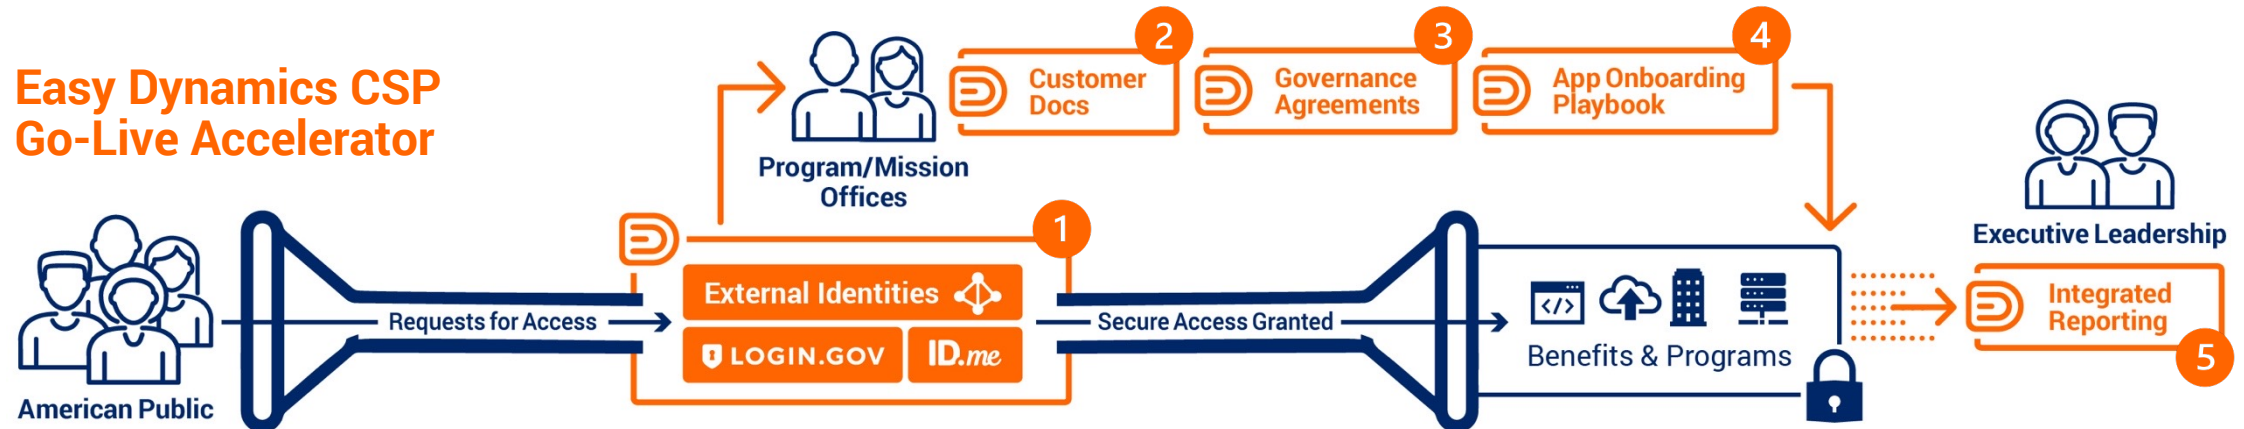 Easy Dynamics CSP
Go-Live Accelerator
American Public
Requests for Access
1
External Identities
LOGIN.GOV
ID.me
Program/Mission
Offices
2
Customer
Docs
3
Governance
Agreements
4
App Onboarding
Playbook
Secure Access Granted
</>
Benefits & Programs
Executive Leadership
Integrated
Reporting
5